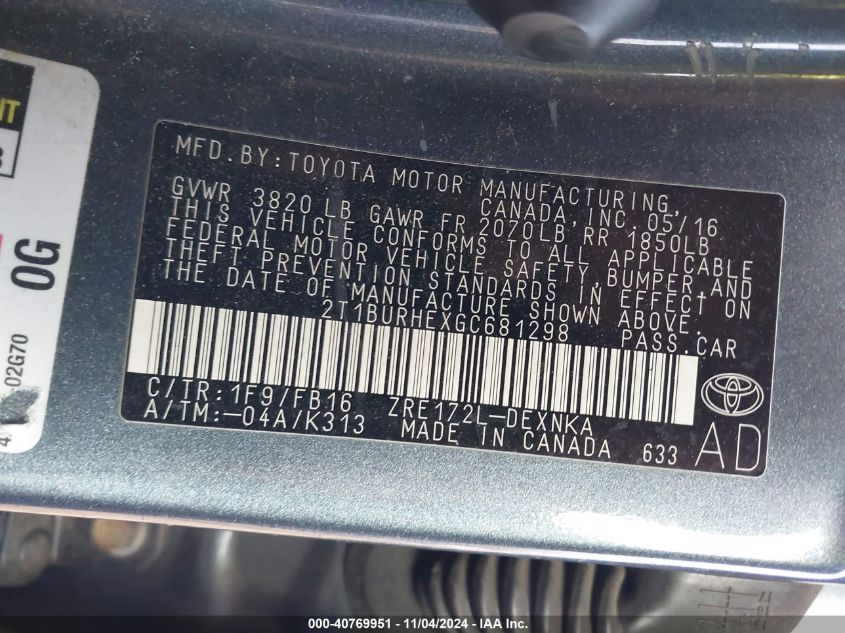 MFD.BY:TOYOTA MOTOR MANUFACTURING,
CANADA,INC. 05/16
GVWR 3820 LB GAWR FR 2070LB RR 1850LB
THIS VEHICLE CONFORMS TO ALL APPLICABLE
FEDERAL MOTOR VEHICLE SAFETY,BUMPER,AND
THEFT PREVENTION STANDARDS IN EFFECT ON
THE DATE OF MANUFACTURE SHOWN ABOVE.
2T1BURHEXGC681298 PASS.CAR
C/TR:1F9/FB16 ZRE172L-DEXNKA
A/TM:-04A/K313 MADE IN CANADA 633
AD
IT
3
0G
-02G70
4
000-40769951 - 11/04/2024 - IAA Inc.